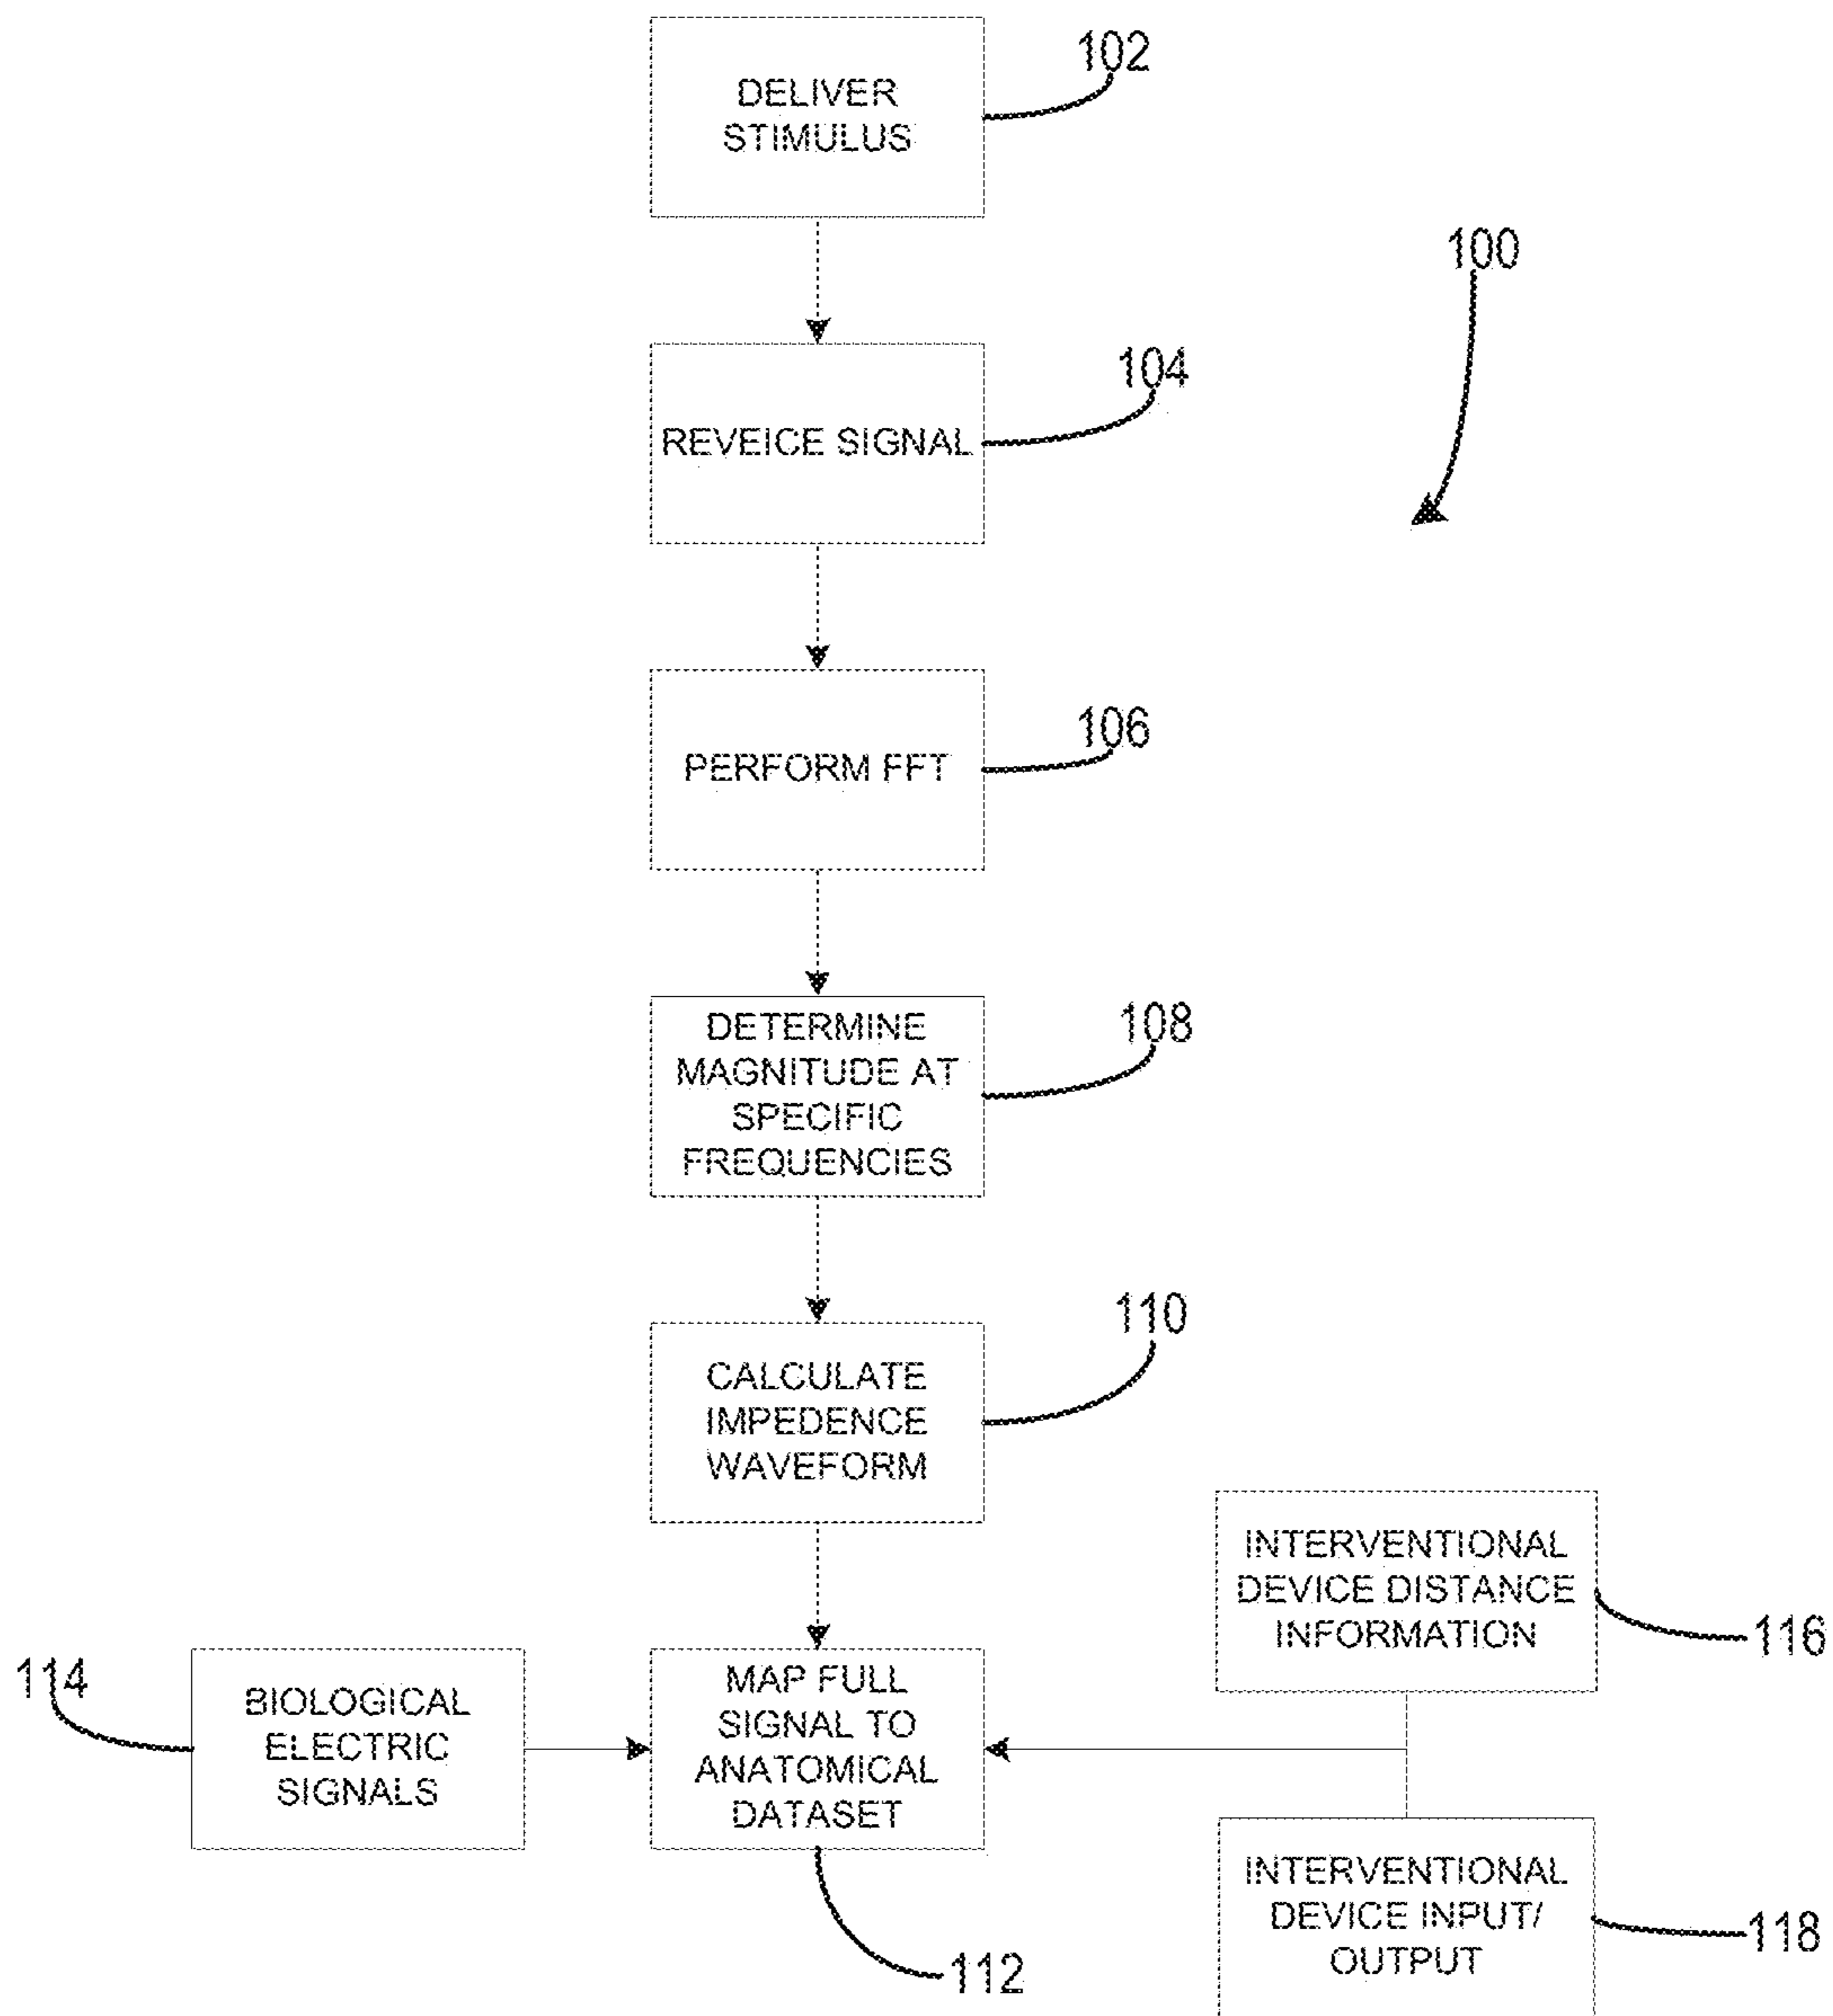 DELIVER
STIMULUS
102
100
REVEICE SIGNAL
104
PERFORM FFT
106
DETERMINE
MAGNITUDE AT
SPECIFIC
FREQUENCIES
108
CALCULATE
IMPEDENCE
WAVEFORM
110
INTERVENTIONAL
DEVICE DISTANCE
INFORMATION
116
114
BIOLOGICAL
ELECTRIC
SIGNALS
MAP FULL
SIGNAL TO
ANATOMICAL
DATASET
112
INTERVENTIONAL
DEVICE INPUT/
OUTPUT
118